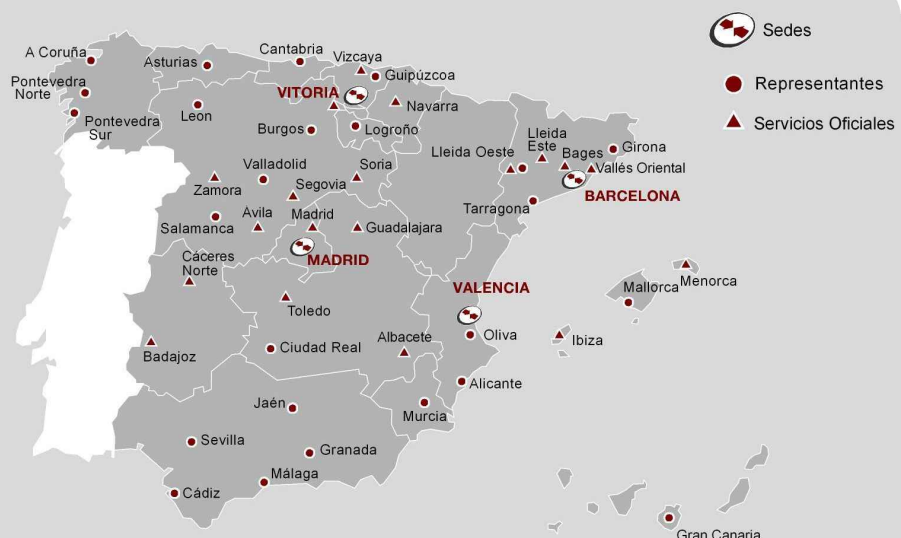 Sedes
Representantes
Servicios Oficiales
A Coruña
Asturias
Cantabria
Vizcaya
Guipúzcoa
Pontevedra
Norte
VITORIA
Navarra
Leon
Pontevedra
Sur
Burgos
Logroño
Lleida
Este
Girona
Lleida Oeste
Bages
Vallés Oriental
Valladolid
Soria
Zamora
Segovia
BARCELONA
Tarragona
Salamanca
Avila
Madrid
Guadalajara
Cáceres
Norte
MADRID
VALENCIA
Mallorca
Menorca
Toledo
Oliva
Ibiza
Badajoz
Ciudad Real
Albacete
Alicante
Jaén
Murcia
Sevilla
Granada
Málaga
Cádiz
Gran Canaria